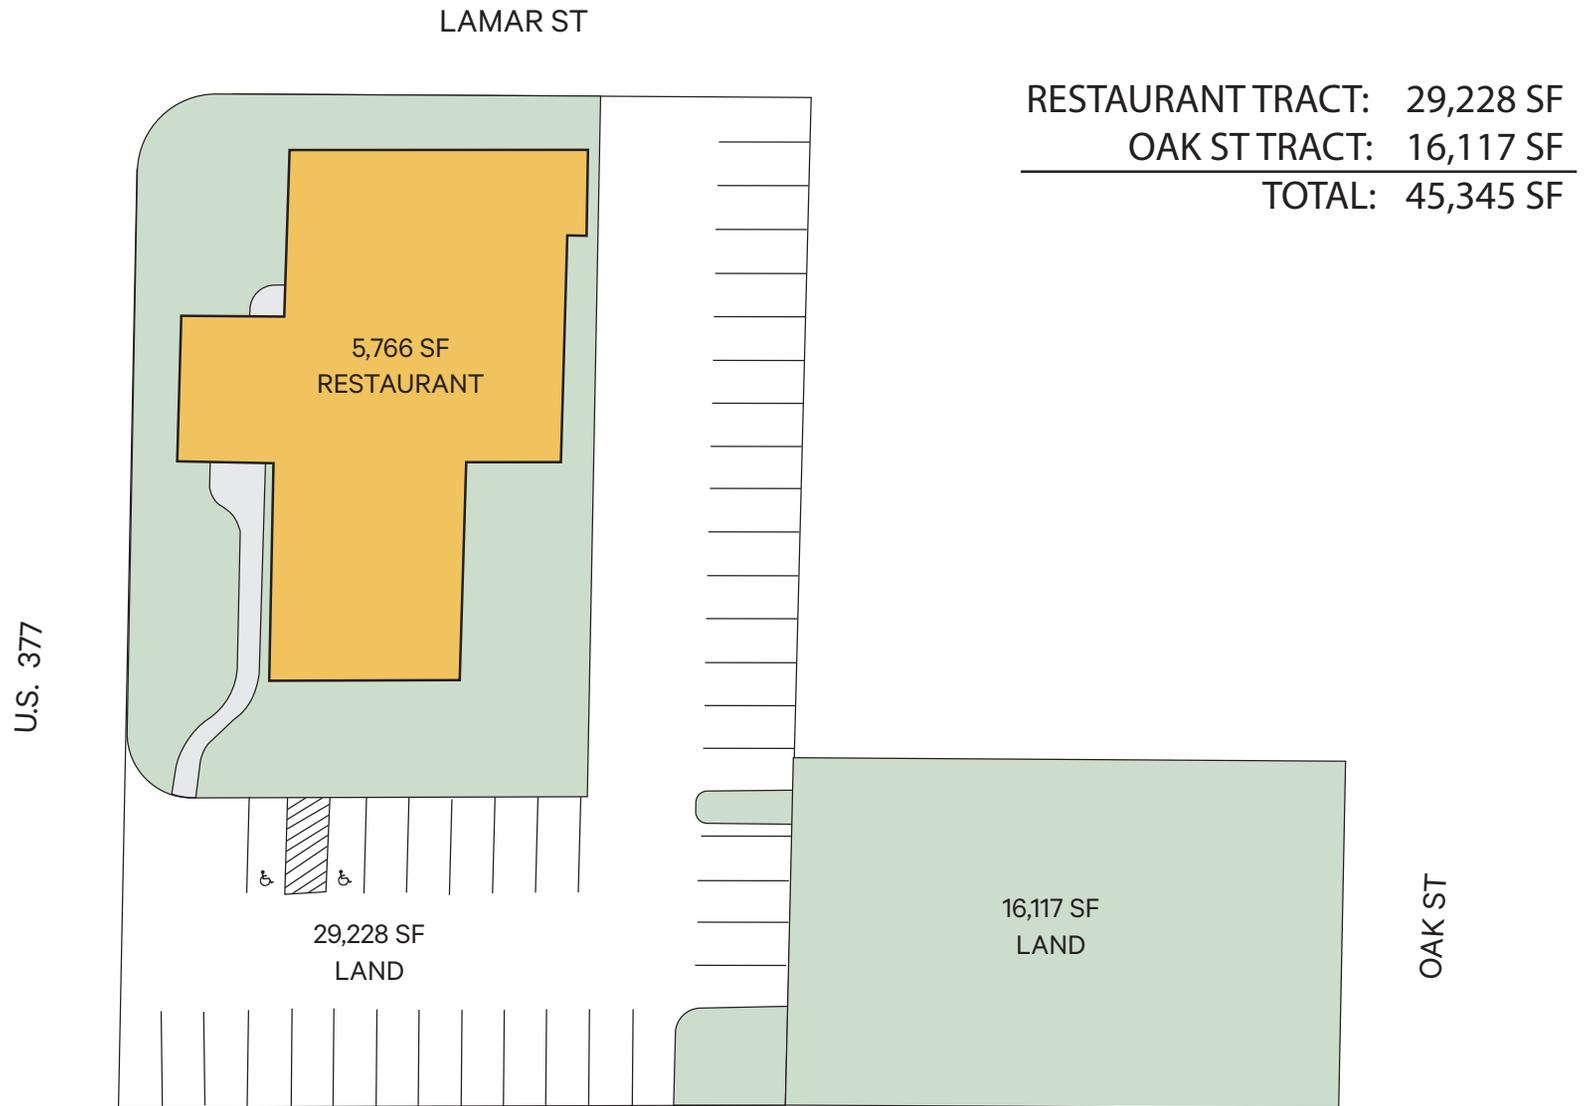 LAMAR ST
RESTAURANT TRACT: 29,228 SF
OAK ST TRACT: 16,117 SF
TOTAL: 45,345 SF
5,766 SF
RESTAURANT
U.S. 377
29,228 SF
LAND
16,117 SF
LAND
OAK ST